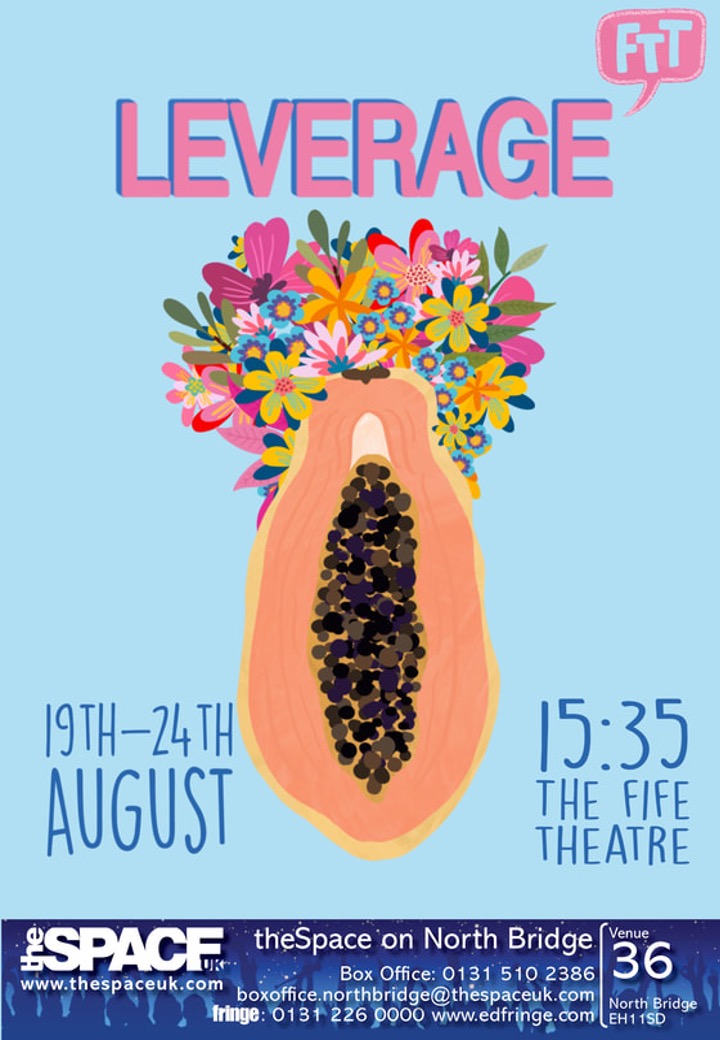 FTT
LEVERAGE
19TH–24TH
AUGUST
15:35
THE FIFE
THEATRE
the SPACE UK
www.thespaceuk.com
theSpace on North Bridge
Box Office: 0131 510 2386
boxoffice.northbridge@thespaceuk.com
fringe: 0131 226 0000 www.edfringe.com
Venue
36
North Bridge
EH11SD